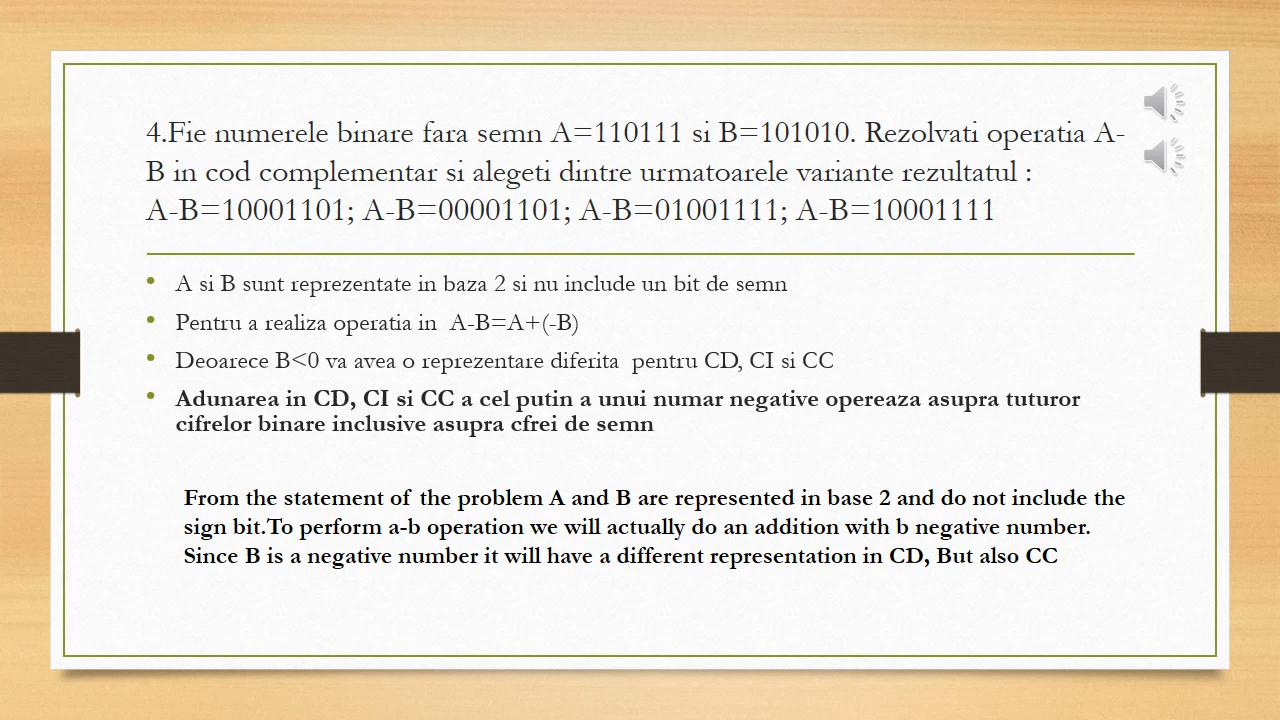 4.Fie numerele binare fara semn A=110111 si B=101010. Rezolvati operatia A-
B in cod complementar si alegeti dintre urmatoarele variante rezultatul :
A-B=10001101; A-B=00001101; A-B=01001111; A-B=10001111
• A si B sunt reprezentate in baza 2 si nu include un bit de semn
• Pentru a realiza operatia in A-B=A+(-B)
• Deoarece B<0 va avea o reprezentare diferita pentru CD, CI si CC
• Adunarea in CD, CI si CC a cel putin a unui numar negative opereaza asupra tuturor
cifrelor binare inclusive asupra cfrei de semn
From the statement of the problem A and B are represented in base 2 and do not include the
sign bit.To perform a-b operation we will actually do an addition with b negative number.
Since B is a negative number it will have a different representation in CD, But also CC